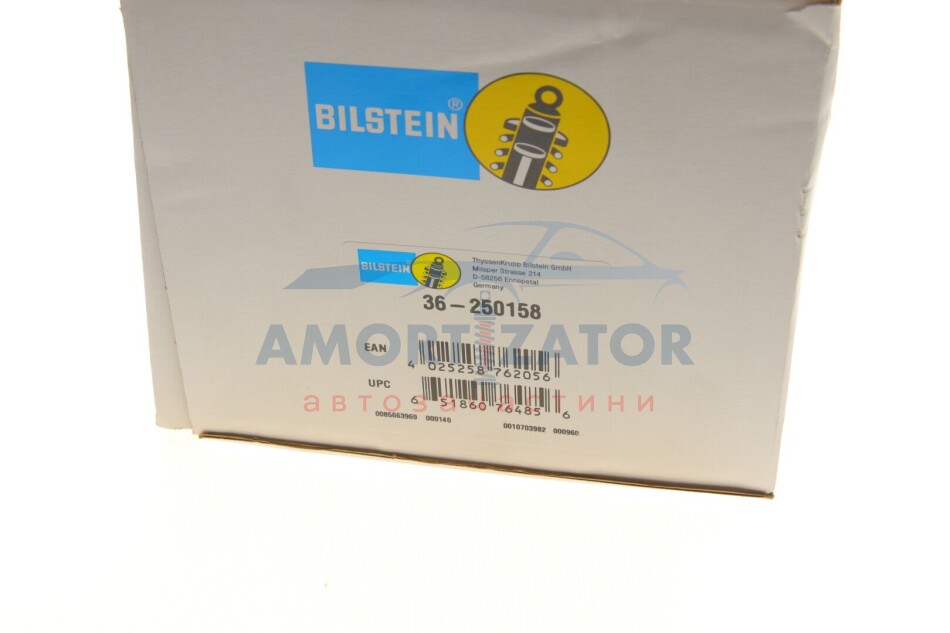 BILSTEIN®
BILSTEIN
ThyssenKrupp Bilstein GmbH
Milsper Strasse 214
D-58256 Ennepetal
Germany
36-250158
AMORTIZATOR
EAN
4 025258 762056
UPC
6 51860 76485 6
автозапчастини
0085663969 000140
0010703982 000960